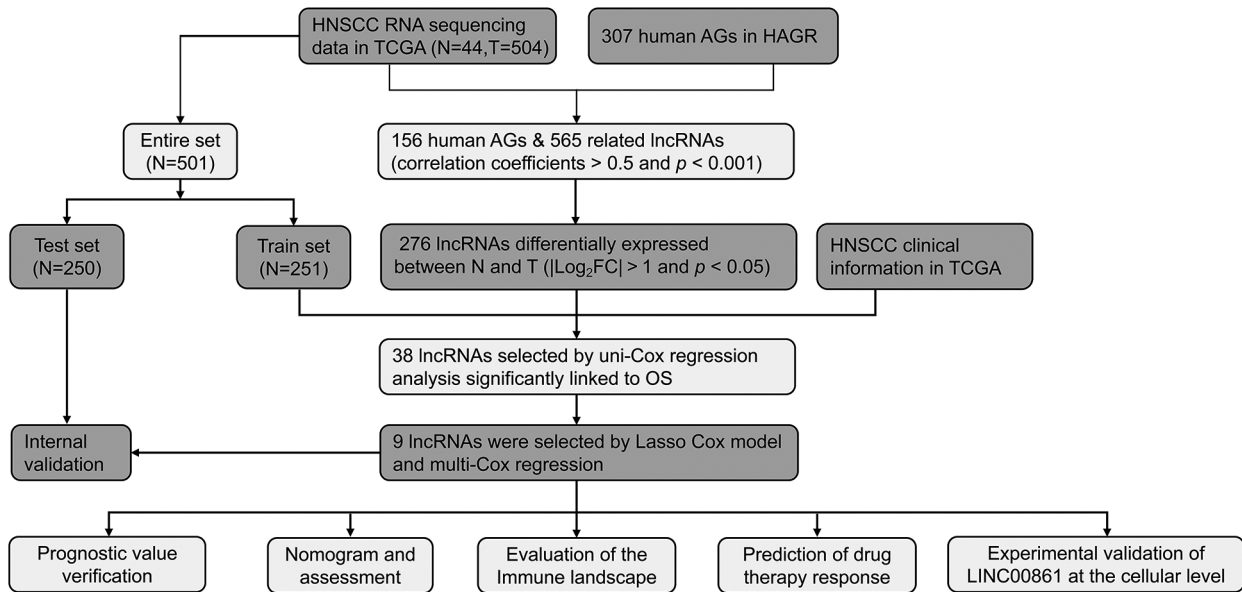 HNSCC RNA sequencing
data in TCGA (N=44,T=504)
307 human AGs in HAGR
Entire set
(N=501)
156 human AGs & 565 related lncRNAs
(correlation coefficients > 0.5 and p < 0.001)
Test set
(N=250)
Train set
(N=251)
276 lncRNAs differentially expressed
between N and T (|Log₂FC| > 1 and p < 0.05)
HNSCC clinical
information in TCGA
38 lncRNAs selected by uni-Cox regression
analysis significantly linked to OS
Internal
validation
9 lncRNAs were selected by Lasso Cox model
and multi-Cox regression
Prognostic value
verification
Nomogram and
assessment
Evaluation of the
Immune landscape
Prediction of drug
therapy response
Experimental validation of
LINC00861 at the cellular level